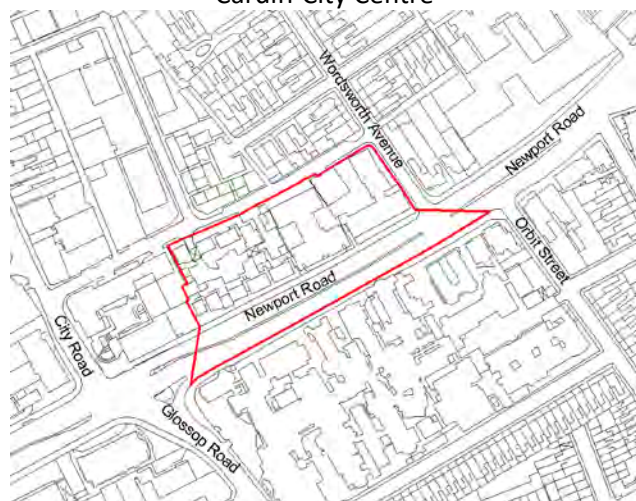 Cardiff City Centre
Wordsworth Avenue
Newport Road
Orbit Street
Newport Road
City Road
Glossop Road